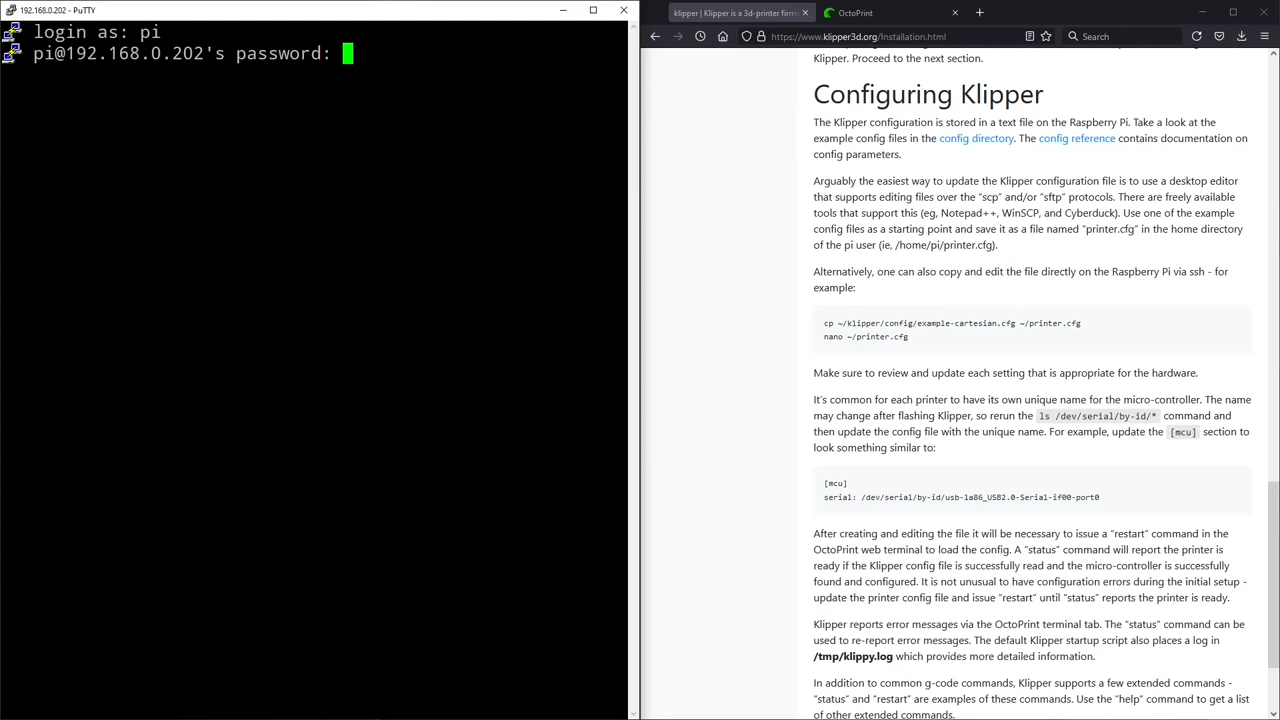 192.168.0.202 - PuTTY
login as: pi
pi@192.168.0.202's password:
klipper | Klipper is a 3d-printer firm
OctoPrint
https://www.klipper3d.org/Installation.html
Search
Klipper. Proceed to the next section.
Configuring Klipper
The Klipper configuration is stored in a text file on the Raspberry Pi. Take a look at the
example config files in the config directory. The config reference contains documentation on
config parameters.
Arguably the easiest way to update the Klipper configuration file is to use a desktop editor
that supports editing files over the “scp” and/or “sftp” protocols. There are freely available
tools that support this (eg, Notepad++, WinSCP, and Cyberduck). Use one of the example
config files as a starting point and save it as a file named “printer.cfg” in the home directory
of the pi user (ie, /home/pi/printer.cfg).
Alternatively, one can also copy and edit the file directly on the Raspberry Pi via ssh - for
example:
cp ~/klipper/config/example-cartesian.cfg ~/printer.cfg
nano ~/printer.cfg
Make sure to review and update each setting that is appropriate for the hardware.
It’s common for each printer to have its own unique name for the micro-controller. The name
may change after flashing Klipper, so rerun the ls /dev/serial/by-id/* command and
then update the config file with the unique name. For example, update the [mcu] section to
look something similar to:
[mcu]
serial: /dev/serial/by-id/usb-1a86_USB2.0-Serial-if00-port0
After creating and editing the file it will be necessary to issue a “restart” command in the
OctoPrint web terminal to load the config. A “status” command will report the printer is
ready if the Klipper config file is successfully read and the micro-controller is successfully
found and configured. It is not unusual to have configuration errors during the initial setup -
update the printer config file and issue “restart” until “status” reports the printer is ready.
Klipper reports error messages via the OctoPrint terminal tab. The “status” command can be
used to re-report error messages. The default Klipper startup script also places a log in
/tmp/klippy.log which provides more detailed information.
In addition to common g-code commands, Klipper supports a few extended commands -
“status” and “restart” are examples of these commands. Use the “help” command to get a list
of other extended commands.